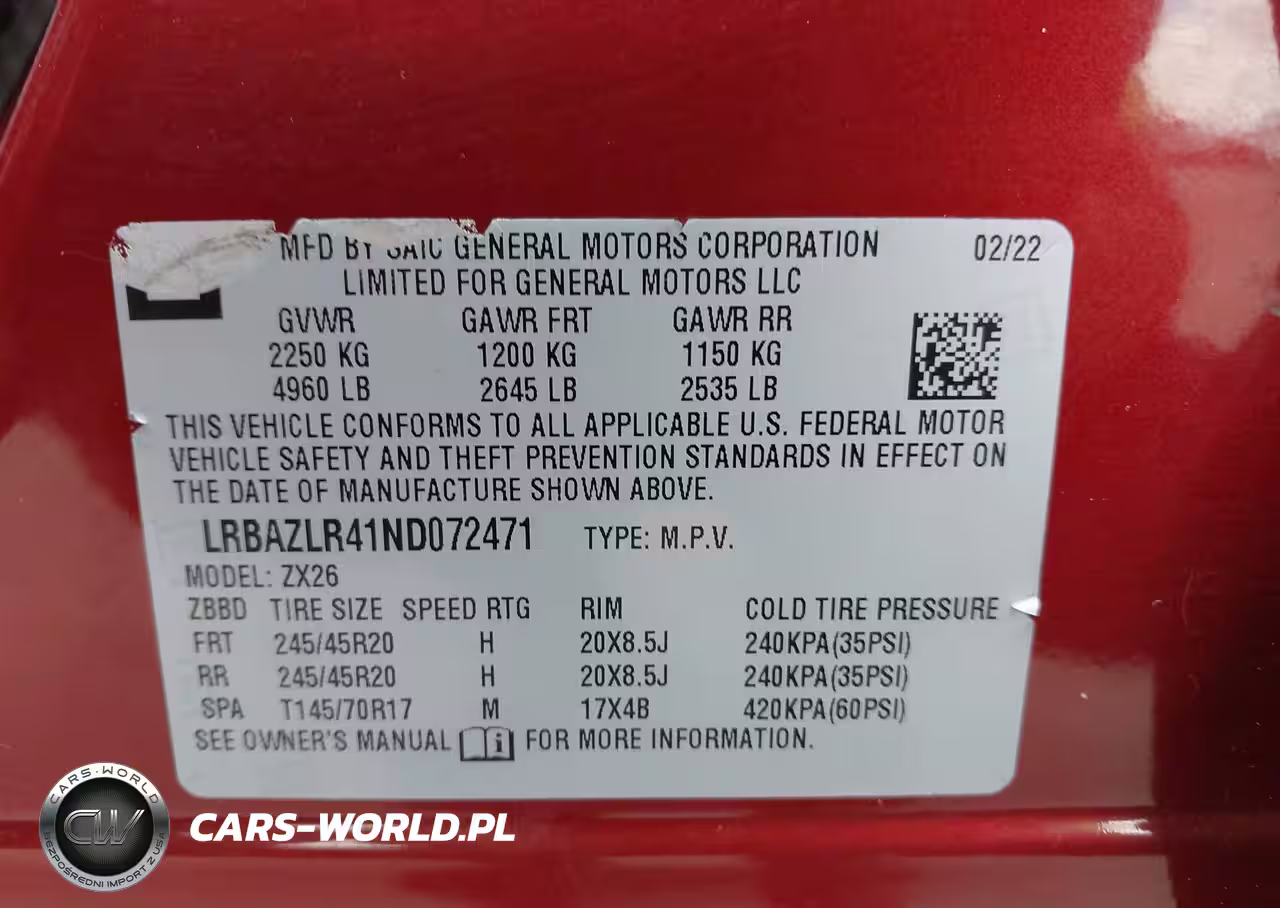 MFD BY SAIC GENERAL MOTORS CORPORATION 02/22
LIMITED FOR GENERAL MOTORS LLC
GVWR GAWR FRT GAWR RR
2250 KG 1200 KG 1150 KG
4960 LB 2645 LB 2535 LB
THIS VEHICLE CONFORMS TO ALL APPLICABLE U.S. FEDERAL MOTOR
VEHICLE SAFETY AND THEFT PREVENTION STANDARDS IN EFFECT ON
THE DATE OF MANUFACTURE SHOWN ABOVE.
LRBAZLR41ND072471 TYPE: M.P.V.
MODEL: ZX26
ZBBD TIRE SIZE SPEED RTG RIM COLD TIRE PRESSURE
FRT 245/45R20 H 20X8.5J 240KPA(35PSI)
RR 245/45R20 H 20X8.5J 240KPA(35PSI)
SPA T145/70R17 M 17X4B 420KPA(60PSI)
SEE OWNER'S MANUAL i FOR MORE INFORMATION.
CARS-WORLD
CW
BEZPOŚREDNI IMPORT Z USA
CARS-WORLD.PL